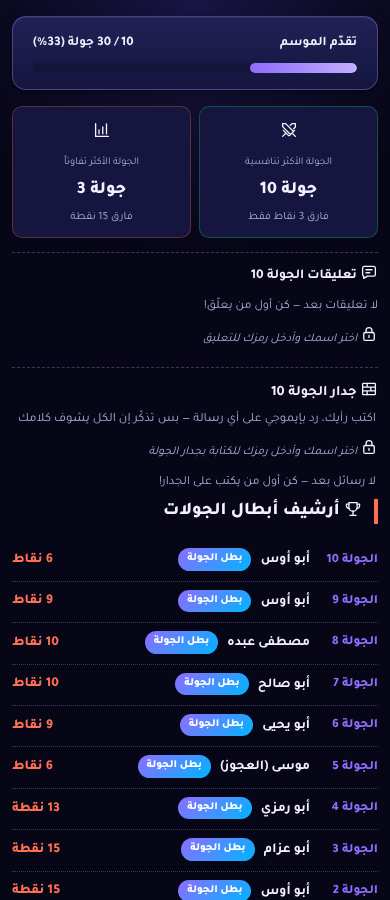 تقدّم الموسم
10 / 30 جولة (33%)
الجولة الأكثر تنافسية
جولة 10
فارق 3 نقاط فقط
الجولة الأكثر تفاوتاً
جولة 3
فارق 15 نقطة
تعليقات الجولة 10
لا تعليقات بعد — كن أول من يعلّق!
اختر اسمك وأدخل رمزك للتعليق
جدار الجولة 10
اكتب رأيك، رد بإيموجي على أي رسالة — بس تذكّر إن الكل يشوف كلامك
اختر اسمك وأدخل رمزك للكتابة بجدار الجولة
لا رسائل بعد — كن أول من يكتب على الجدار!
أرشيف أبطال الجولات
الجولة 10 أبو أوس بطل الجولة 6 نقاط
الجولة 9 أبو أوس بطل الجولة 9 نقاط
الجولة 8 مصطفى عبده بطل الجولة 10 نقاط
الجولة 7 أبو صالح بطل الجولة 10 نقاط
الجولة 6 أبو يحيى بطل الجولة 9 نقاط
الجولة 5 موسى (العجوز) بطل الجولة 6 نقاط
الجولة 4 أبو رمزي بطل الجولة 13 نقطة
الجولة 3 أبو عزام بطل الجولة 15 نقطة
الجولة 2 أبو أوس بطل الجولة 15 نقطة